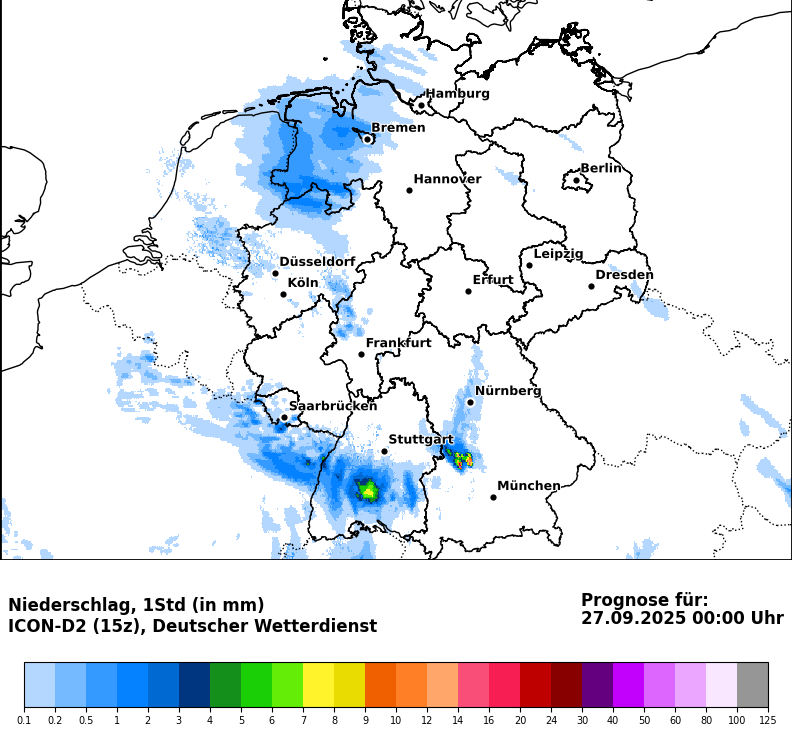 Hamburg
Bremen
Berlin
Hannover
Leipzig
Düsseldorf
Dresden
Erfurt
Köln
Frankfurt
Nürnberg
Saarbrücken
Stuttgart
München
Niederschlag, 1Std (in mm)
ICON-D2 (15z), Deutscher Wetterdienst
Prognose für:
27.09.2025 00:00 Uhr
0.1 0.2 0.5 1 2 3 4 5 6 7 8 9 10 12 14 16 20 24 30 40 50 60 80 100 125